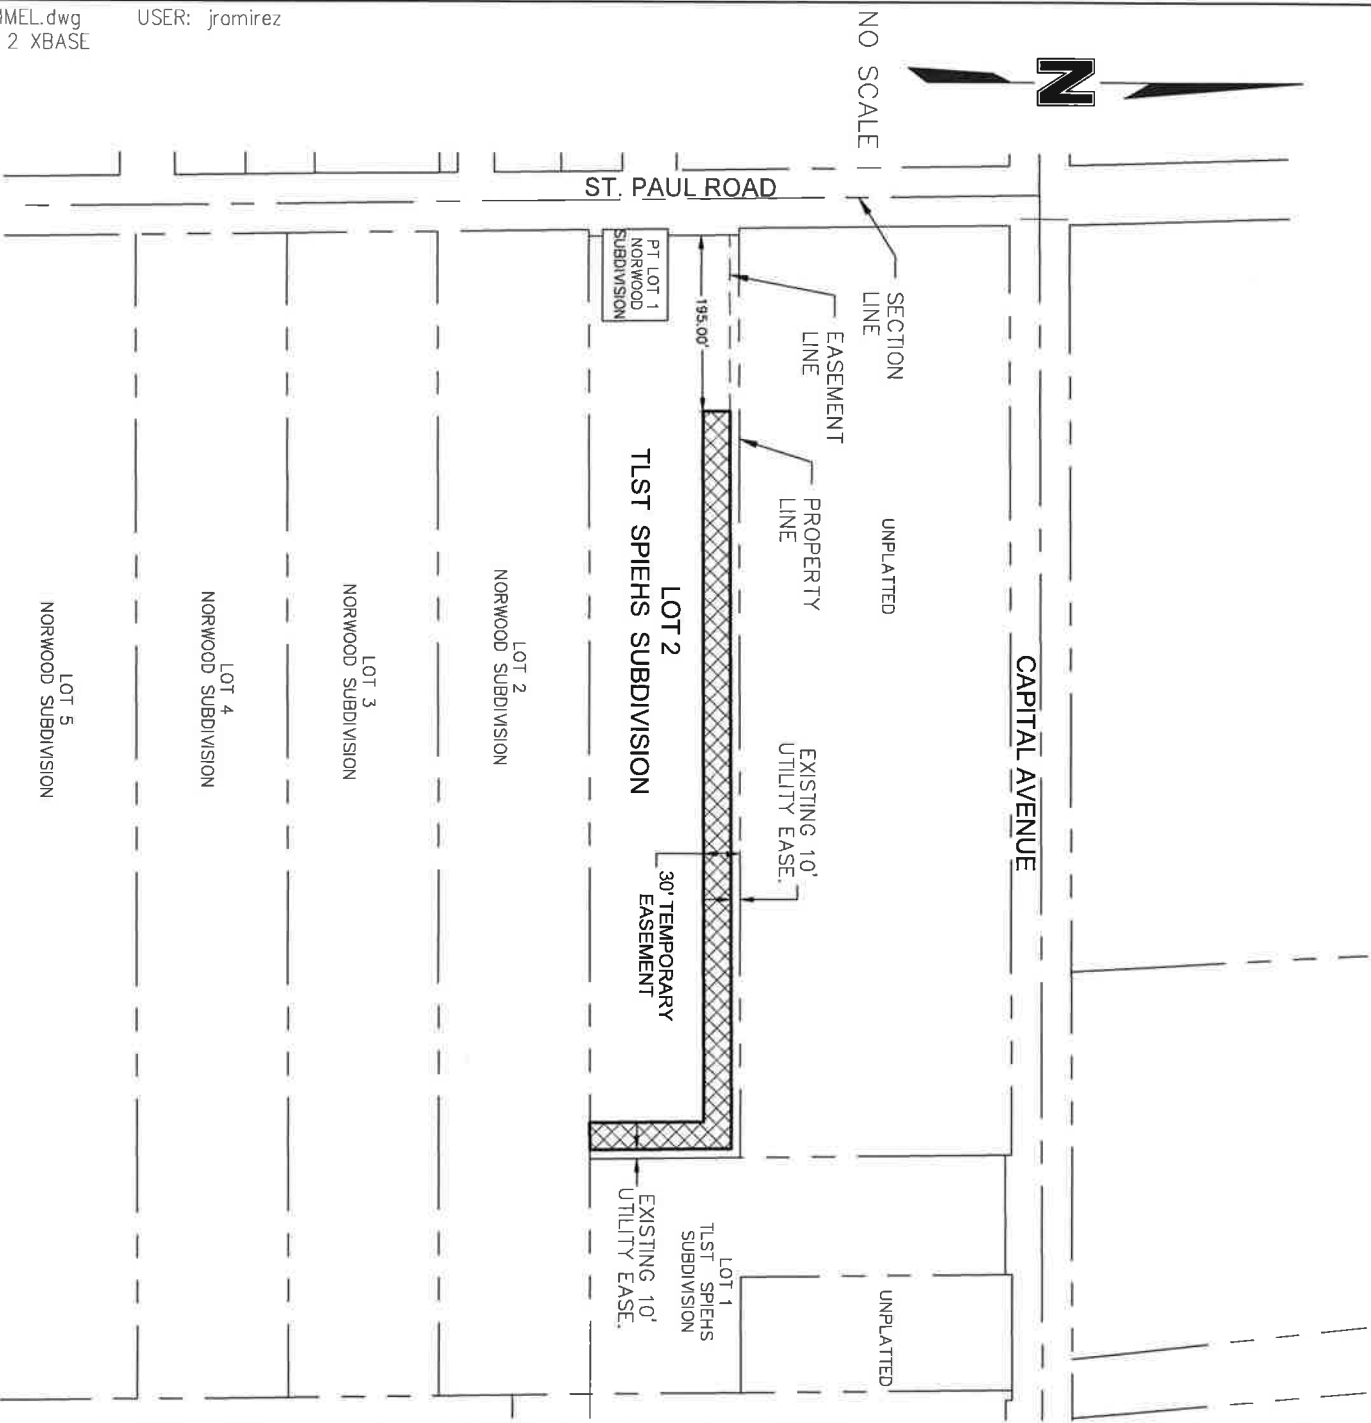 MEL.dwg USER: jramirez
2 XBASE
NO SCALE
N
ST. PAUL ROAD
SECTION
LINE
PT LOT 1
NORWOOD
SUBDIVISION
195.00'
EASEMENT
LINE
PROPERTY
LINE
UNPLATTED
CAPITAL AVENUE
LOT 2
TLST SPIEHS SUBDIVISION
EXISTING 10'
UTILITY EASE.
30' TEMPORARY
EASEMENT
LOT 2
NORWOOD SUBDIVISION
LOT 3
NORWOOD SUBDIVISION
LOT 4
NORWOOD SUBDIVISION
LOT 5
NORWOOD SUBDIVISION
EXISTING 10'
UTILITY EASE.
LOT 1
TLST SPIEHS
SUBDIVISION
UNPLATTED